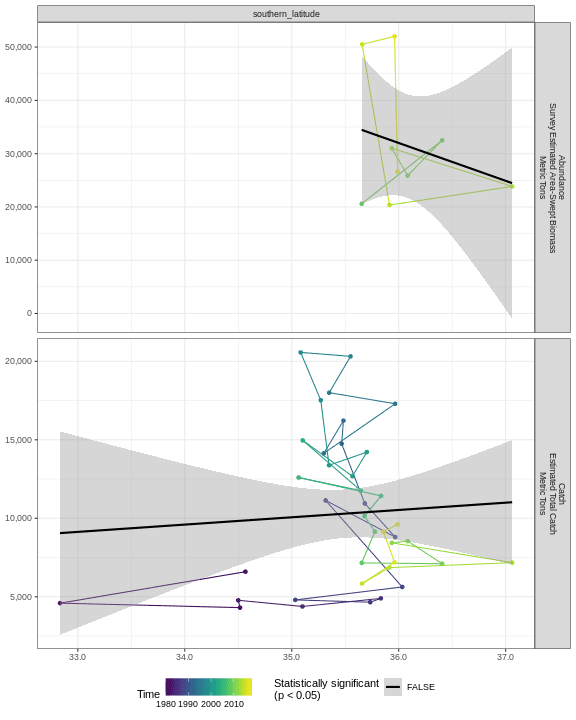 southern_latitude
50,000
40,000
30,000
20,000
10,000
0
Abundance
Survey Estimated Area-Swept Biomass
Metric Tons
20,000
15,000
10,000
5,000
Catch
Estimated Total Catch
Metric Tons
33.0 34.0 35.0 36.0 37.0
Time
1980 1990 2000 2010
Statistically significant
(p < 0.05)
FALSE